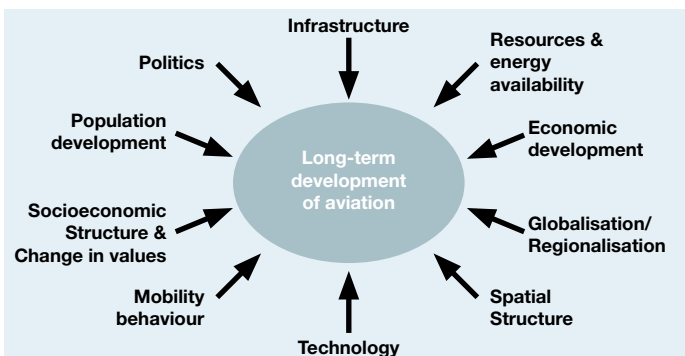 Infrastructure
Politics
Resources &
energy
availability
Population
development
Economic
development
Long-term
development
of aviation
Socioeconomic
Structure &
Change in values
Globalisation/
Regionalisation
Mobility
behaviour
Spatial
Structure
Technology